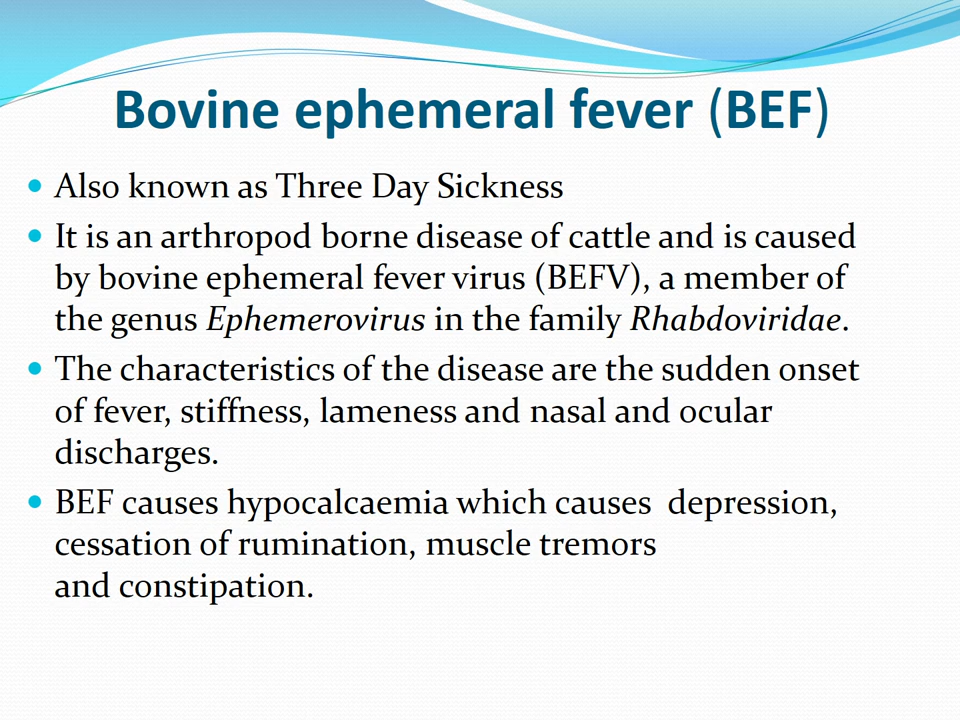 Bovine ephemeral fever (BEF)
• Also known as Three Day Sickness
• It is an arthropod borne disease of cattle and is caused
by bovine ephemeral fever virus (BEFV), a member of
the genus Ephemerovirus in the family Rhabdoviridae.
• The characteristics of the disease are the sudden onset
of fever, stiffness, lameness and nasal and ocular
discharges.
• BEF causes hypocalcaemia which causes  depression,
cessation of rumination, muscle tremors
and constipation.